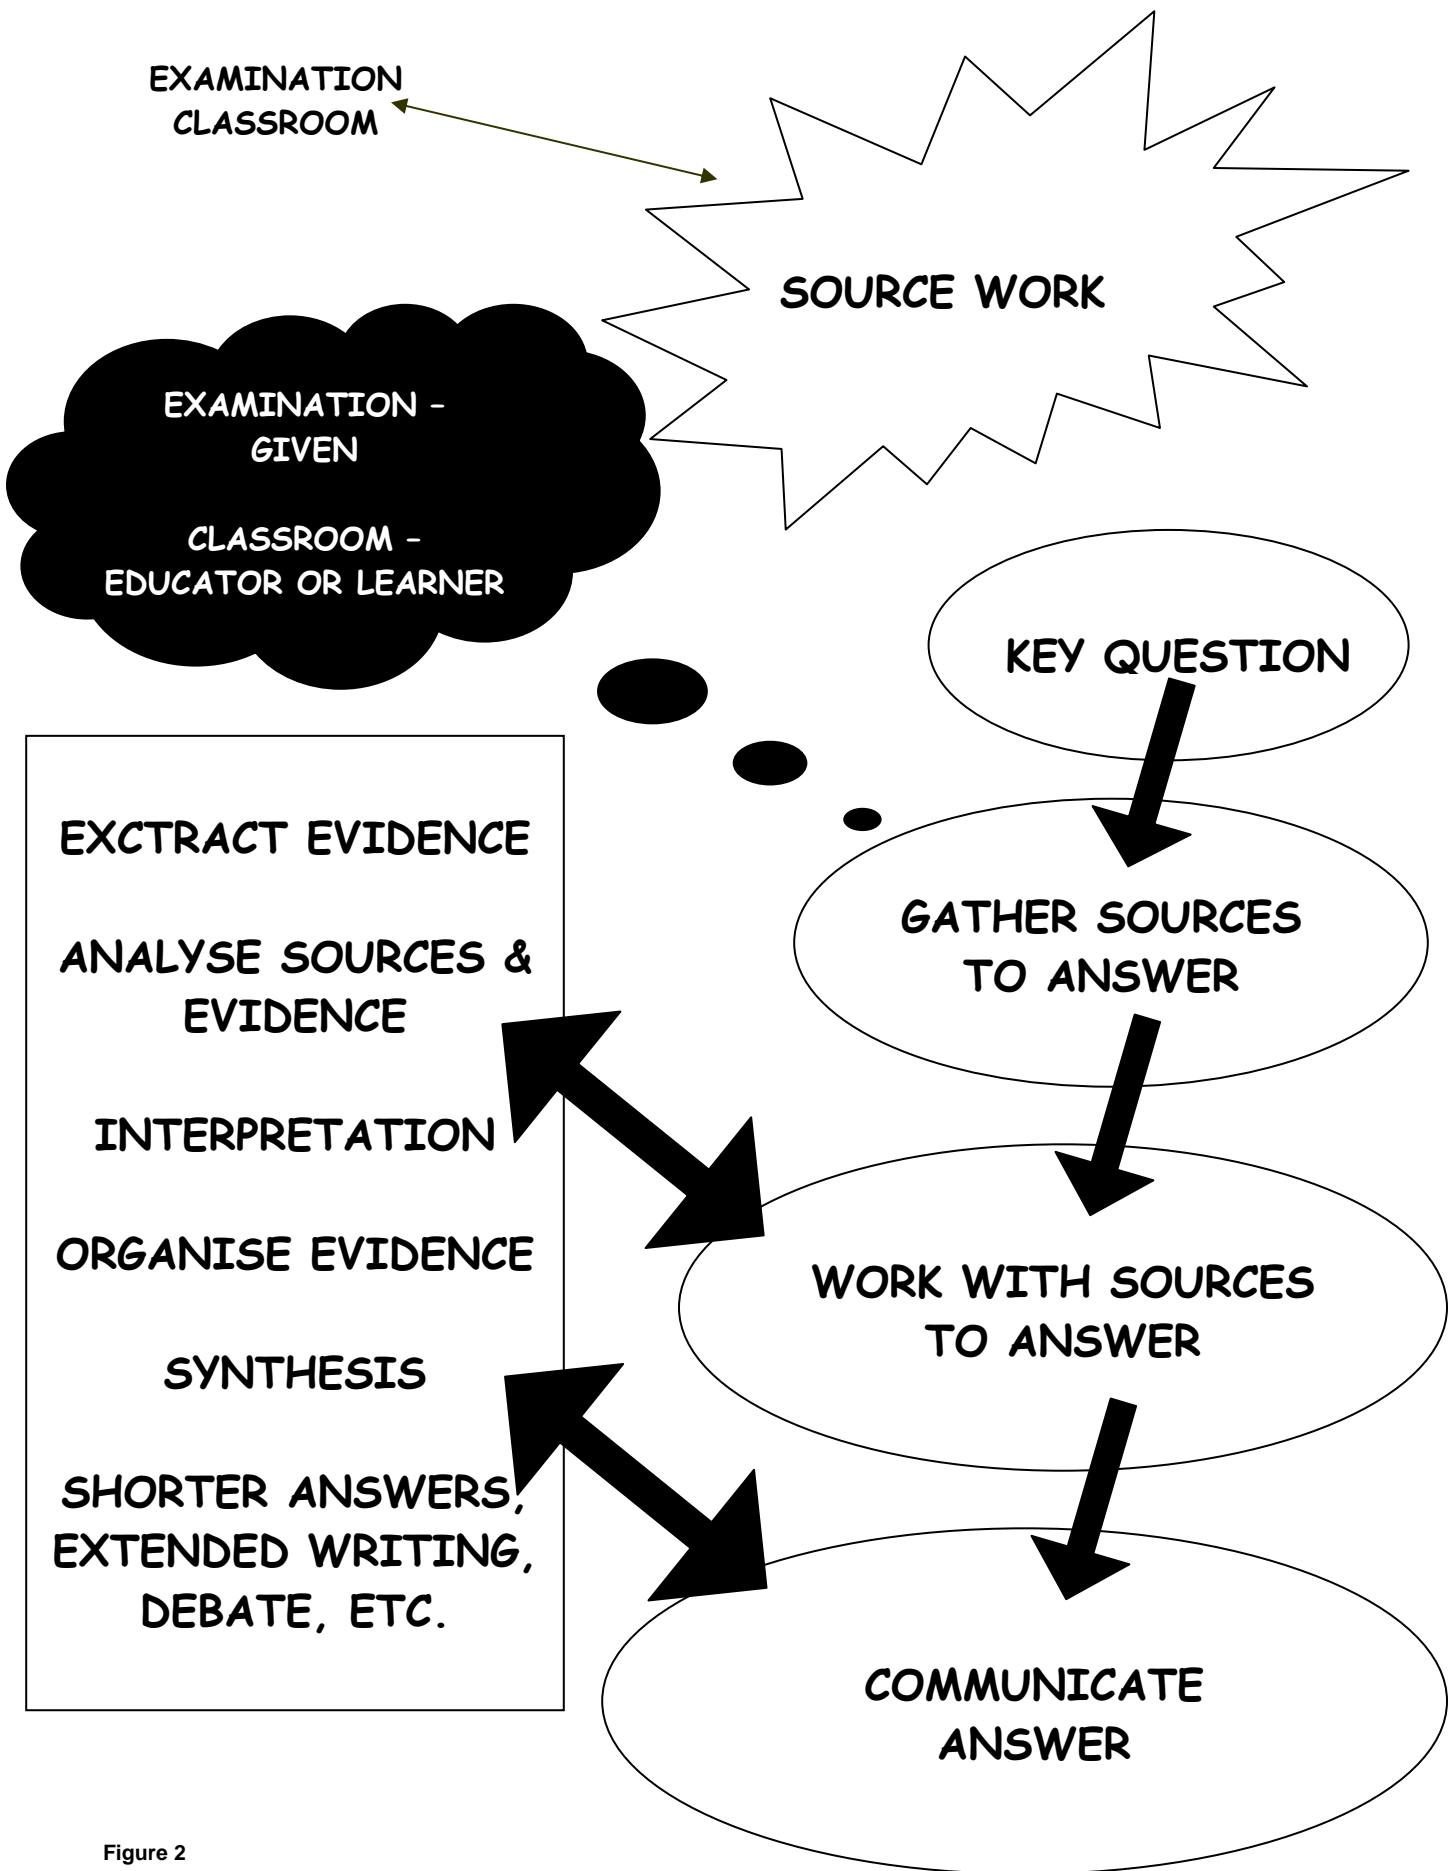 EXAMINATION
CLASSROOM
SOURCE WORK
EXAMINATION –
GIVEN
CLASSROOM –
EDUCATOR OR LEARNER
KEY QUESTION
GATHER SOURCES
TO ANSWER
WORK WITH SOURCES
TO ANSWER
COMMUNICATE
ANSWER
EXCTRACT EVIDENCE
ANALYSE SOURCES &
EVIDENCE
INTERPRETATION
ORGANISE EVIDENCE
SYNTHESIS
SHORTER ANSWERS,
EXTENDED WRITING,
DEBATE, ETC.
Figure 2